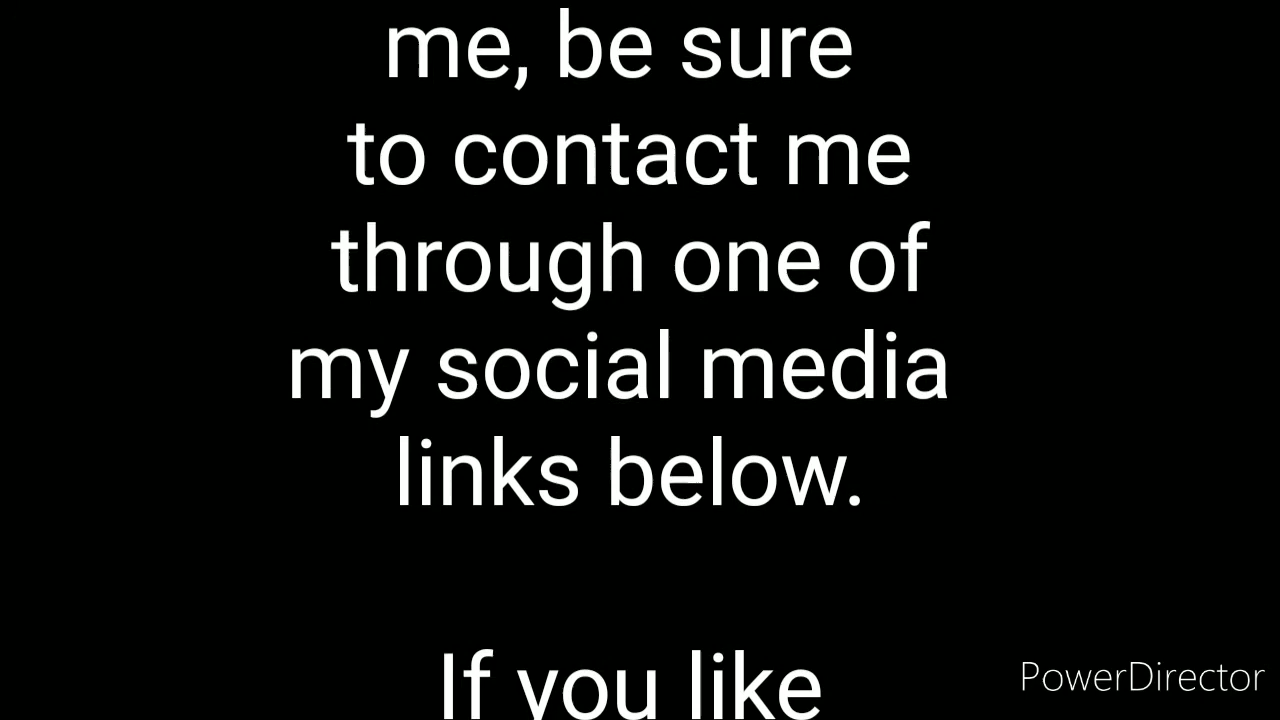 me, be sure
to contact me
through one of
my social media
links below.
If you like
PowerDirector